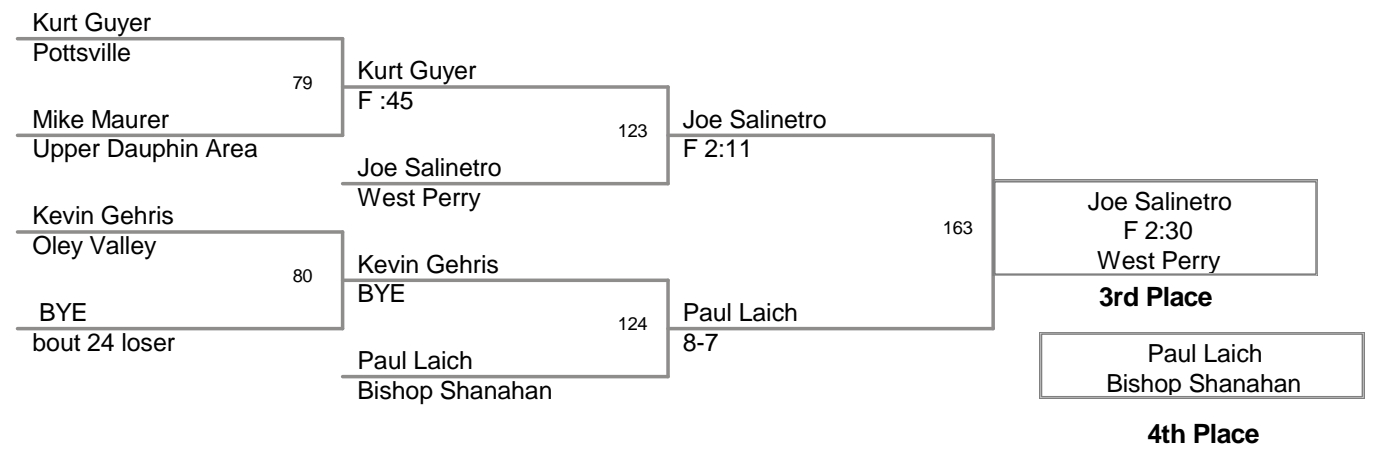 Kurt Guyer
Pottsville
79
Mike Maurer
Upper Dauphin Area
Kevin Gehris
Oley Valley
80
BYE
bout 24 loser
Kurt Guyer
F :45
123
Joe Salinetro
West Perry
Kevin Gehris
BYE
124
Paul Laich
Bishop Shanahan
Joe Salinetro
F 2:11
163
Paul Laich
8-7
Joe Salinetro
F 2:30
West Perry
3rd Place
Paul Laich
Bishop Shanahan
4th Place